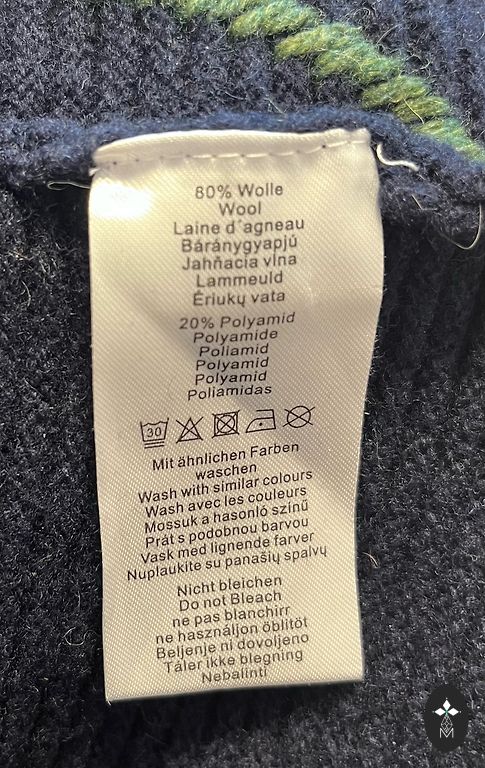 80% Wolle
Wool
Laine d´agneau
Báránygyapjú
Jahňacia vlna
Lammeuld
Ériukų vata
20% Polyamid
Polyamide
Poliamid
Polyamid
Polyamid
Poliamidas
30
Mit ähnlichen Farben
waschen
Wash with similar colours
Wash avec les couleurs
Mossuk a hasonló színű
Prát s podobnou barvou
Vask med lignende farver
Nuplaukite su panašių spalvų
Nicht bleichen
Do not Bleach
ne pas blanchirr
ne használjon öblítöt
Beljenje ni dovoljeno
Tåler ikke blegning
Nebalinti
M